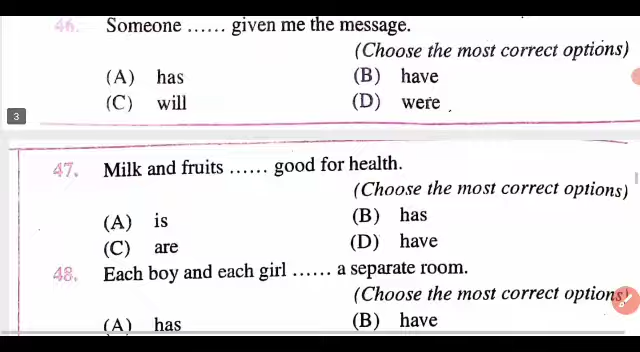 46. Someone ...... given me the message.
(Choose the most correct options)
(A) has (B) have
(C) will (D) were
3
47. Milk and fruits ...... good for health.
(Choose the most correct options)
(A) is (B) has
(C) are (D) have
48. Each boy and each girl ...... a separate room.
(Choose the most correct options)
(A) has (B) have